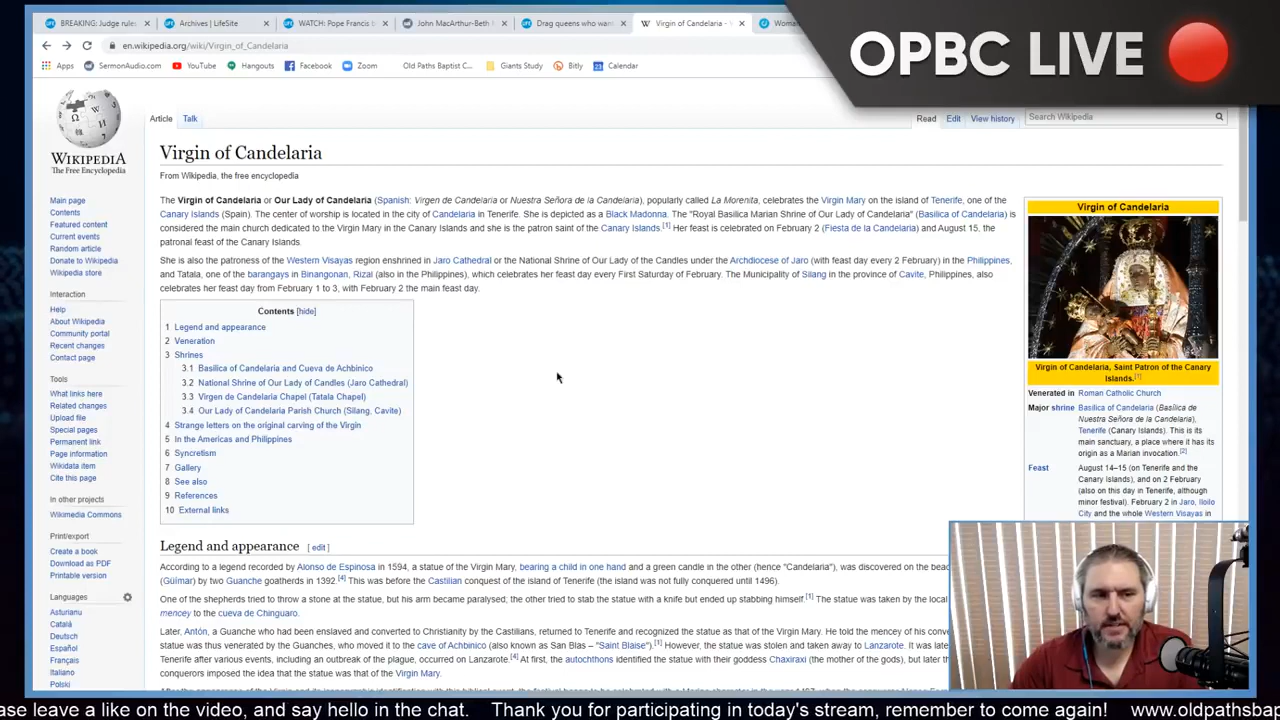 BREAKING: Judge rules
Archives | LifeSite
WATCH: Pope Francis b
John MacArthur-Beth M
Drag queens who wan
Virgin of Candelaria -
Woma
OPBC LIVE
en.wikipedia.org/wiki/Virgin_of_Candelaria
Apps SermonAudio.com YouTube Hangouts Facebook Zoom Old Paths Baptist C... Giants Study Bitly Calendar
Article Talk Read Edit View history Search Wikipedia
WIKIPEDIA
The Free Encyclopedia
Main page
Contents
Featured content
Current events
Random article
Donate to Wikipedia
Wikipedia store
Interaction
Help
About Wikipedia
Community portal
Recent changes
Contact page
Tools
What links here
Related changes
Upload file
Special pages
Permanent link
Page information
Wikidata item
Cite this page
In other projects
Wikimedia Commons
Print/export
Create a book
Download as PDF
Printable version
Languages
Asturianu
Català
Deutsch
Español
Français
Italiano
Polski
Virgin of Candelaria
From Wikipedia, the free encyclopedia
The Virgin of Candelaria or Our Lady of Candelaria (Spanish: Virgen de Candelaria or Nuestra Señora de la Candelaria), popularly called La Morenita, celebrates the Virgin Mary on the island of Tenerife, one of the
Canary Islands (Spain). The center of worship is located in the city of Candelaria in Tenerife. She is depicted as a Black Madonna. The "Royal Basilica Marian Shrine of Our Lady of Candelaria" (Basilica of Candelaria) is
considered the main church dedicated to the Virgin Mary in the Canary Islands and she is the patron saint of the Canary Islands.[1] Her feast is celebrated on February 2 (Fiesta de la Candelaria) and August 15, the
patronal feast of the Canary Islands
She is also the patroness of the Western Visayas region enshrined in Jaro Cathedral or the National Shrine of Our Lady of the Candles under the Archdiocese of Jaro (with feast day every 2 February) in the Philippines,
and Tatala, one of the barangays in Binangonan, Rizal (also in the Philippines), which celebrates her feast day every First Saturday of February. The Municipality of Silang in the province of Cavite, Philippines, also
celebrates her feast day from February 1 to 3, with February 2 the main feast day.
Contents [hide]
1 Legend and appearance
2 Veneration
3 Shrines
3.1 Basilica of Candelaria and Cueva de Achbinico
3.2 National Shrine of Our Lady of Candles (Jaro Cathedral)
3.3 Virgen de Candelaria Chapel (Tatala Chapel)
3.4 Our Lady of Candelaria Parish Church (Silang, Cavite)
4 Strange letters on the original carving of the Virgin
5 In the Americas and Philippines
6 Syncretism
7 Gallery
8 See also
9 References
10 External links
Virgin of Candelaria
Virgin of Candelaria, Saint Patron of the Canary
Islands.[1]
Venerated in Roman Catholic Church
Major shrine Basilica of Candelaria (Basílica de
Nuestra Señora de la Candelaria),
Tenerife (Canary Islands). This is its
main sanctuary, a place where it has its
origin as a Marian invocation.[2]
Feast August 14–15 (on Tenerife and the
Canary Islands), and on 2 February
(also on this day in Tenerife, although
minor festival). February 2 in Jaro, Iloilo
City and the whole Western Visayas in
Legend and appearance [ edit ]
According to a legend recorded by Alonso de Espinosa in 1594, a statue of the Virgin Mary, bearing a child in one hand and a green candle in the other (hence "Candelaria"), was discovered on the bea
(Güímar) by two Guanche goatherds in 1392.[4] This was before the Castilian conquest of the island of Tenerife (the island was not fully conquered until 1496).
One of the shepherds tried to throw a stone at the statue, but his arm became paralysed; the other tried to stab the statue with a knife but ended up stabbing himself.[1] The statue was taken by the local
mencey to the cueva de Chinguaro.
Later, Antón, a Guanche who had been enslaved and converted to Christianity by the Castilians, returned to Tenerife and recognized the statue as that of the Virgin Mary. He told the mencey of his conve
statue was thus venerated by the Guanches, who moved it to the cave of Achbinico (also known as San Blas – "Saint Blaise").[1] However, the statue was stolen and taken away to Lanzarote. It was late
Tenerife after various events, including an outbreak of the plague, occurred on Lanzarote.[4] At first, the autochthons identified the statue with their goddess Chaxiraxi (the mother of the gods), but later th
conquerors imposed the idea that the statue was that of the Virgin Mary.
ase leave a like on the video, and say hello in the chat. Thank you for participating in today's stream, remember to come again! www.oldpathsbap